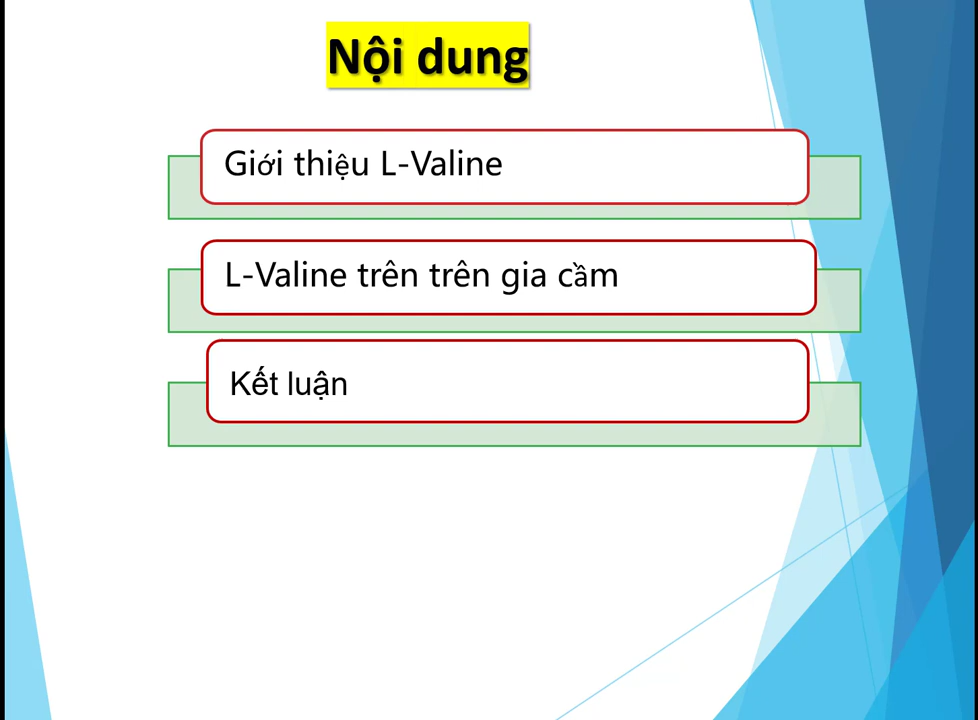 Nội dung
Giới thiệu L-Valine
L-Valine trên trên gia cầm
Kết luận